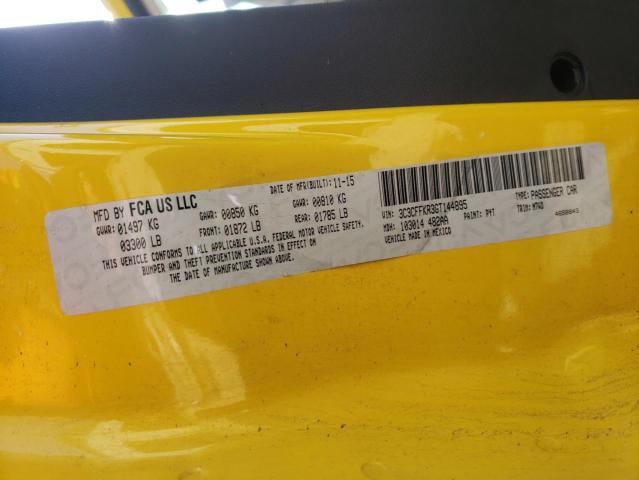 DATE OF MFR(BUILT): 11-15
MFD BY FCA US LLC
GVWR: 01497 KG
03300 LB
GAWR: 00850 KG
FRONT: 01872 LB
GAWR: 00810 KG
REAR: 01785 LB
THIS VEHICLE CONFORMS TO ALL APPLICABLE U.S.A. FEDERAL MOTOR VEHICLE SAFETY,
BUMPER AND THEFT PREVENTION STANDARDS IN EFFECT ON
THE DATE OF MANUFACTURE SHOWN ABOVE.
VIN: 3C3CFFKR3GT144895
TYPE: PASSENGER CAR
MDH: 103014 482AA
PAINT: PYT
TRIM: M7X0
VEHICLE MADE IN MEXICO